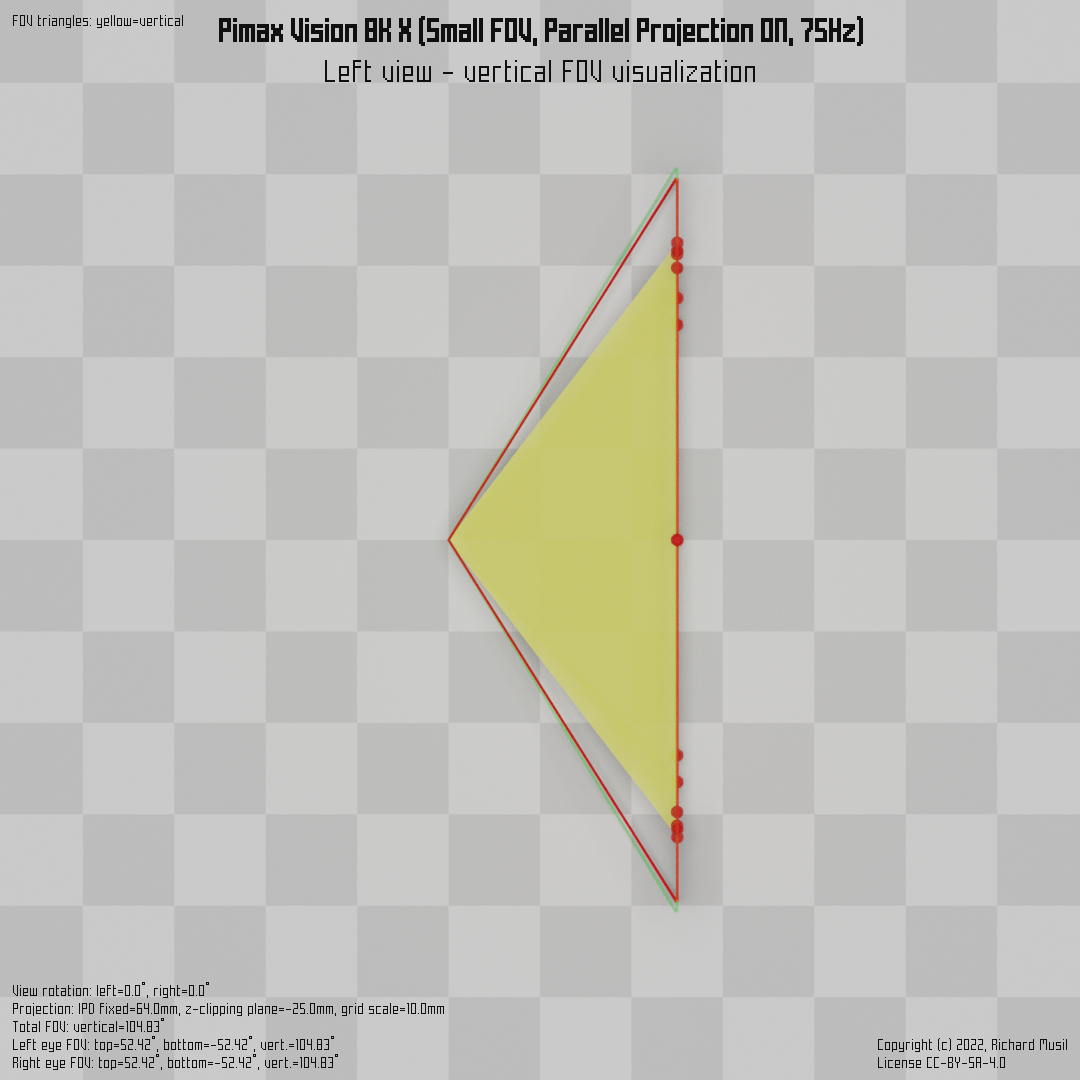 FOV triangles: yellow=vertical
Pimax Vision 8K X (Small FOV, Parallel Projection ON, 75Hz)
Left view - vertical FOV visualization
View rotation: left=0.0°, right=0.0°
Projection: IPD fixed=64.0mm, z-clipping plane=-25.0mm, grid scale=10.0mm
Total FOV: vertical=104.83°
Left eye FOV: top=52.42°, bottom=-52.42°, vert.=104.83°
Right eye FOV: top=52.42°, bottom=-52.42°, vert.=104.83°
Copyright (c) 2022, Richard Musil
License CC-BY-SA-4.0